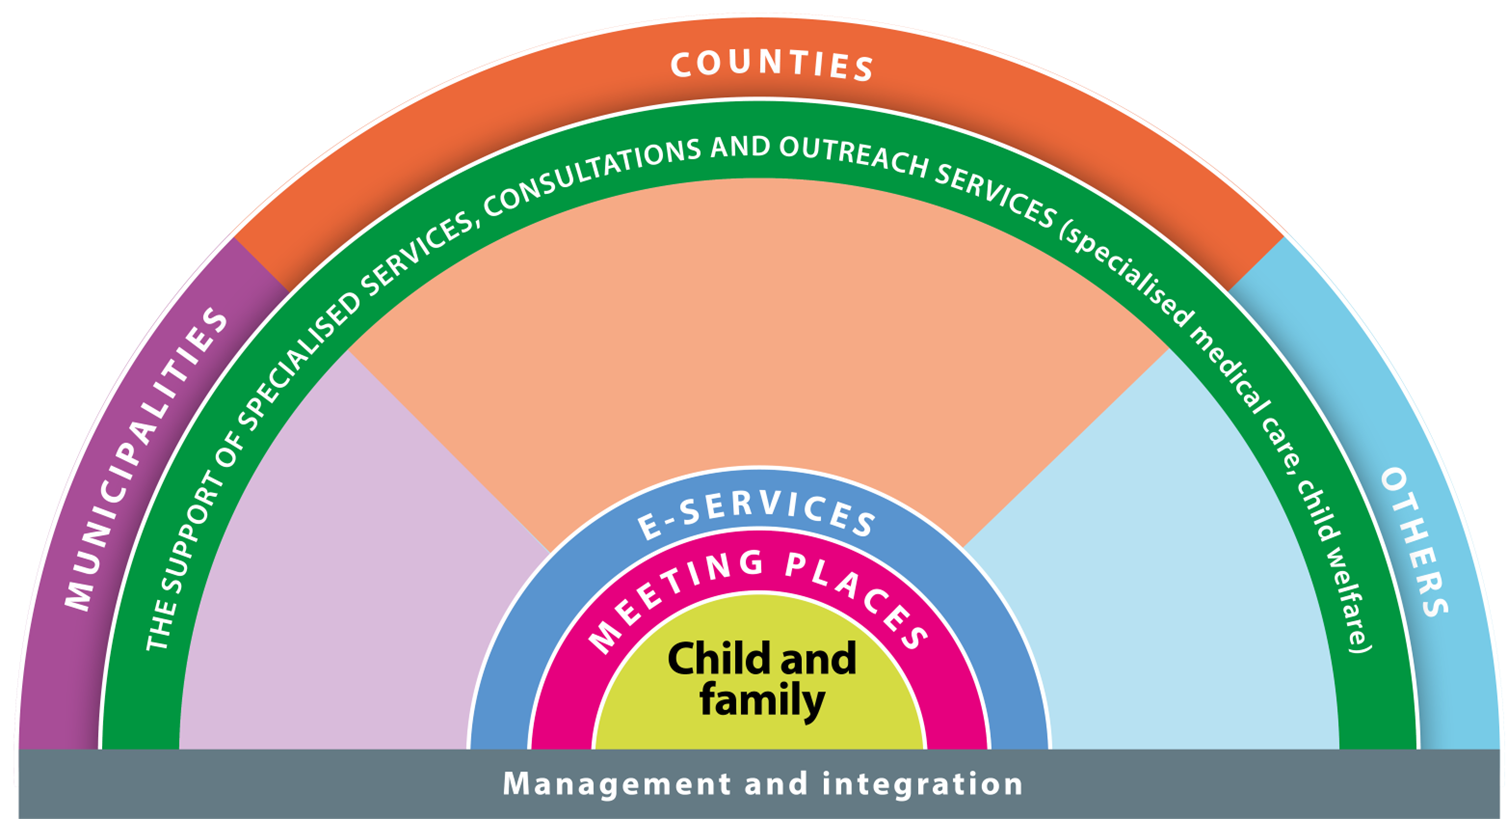 COUNTIES
MUNICIPALITIES
OTHERS
THE SUPPORT OF SPECIALISED SERVICES, CONSULTATIONS AND OUTREACH SERVICES (specialised medical care, child welfare)
E-SERVICES
MEETING PLACES
Child and
family
Management and integration